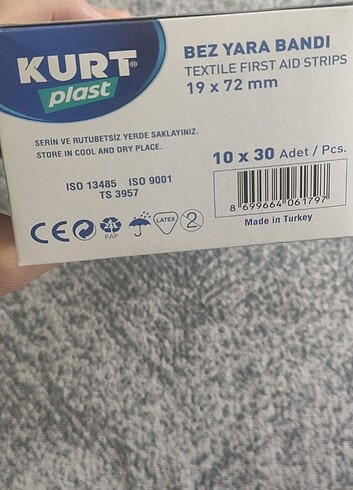 KURT®
plast
BEZ YARA BANDI
TEXTILE FIRST AID STRIPS
19 x 72 mm
SERİN VE RUTUBETSİZ YERDE SAKLAYINIZ.
STORE IN COOL AND DRY PLACE.
10 x 30 Adet / Pcs.
ISO 13485 ISO 9001
TS 3957
CE
PAP
LATEX
2
8 699664 061797
Made in Turkey